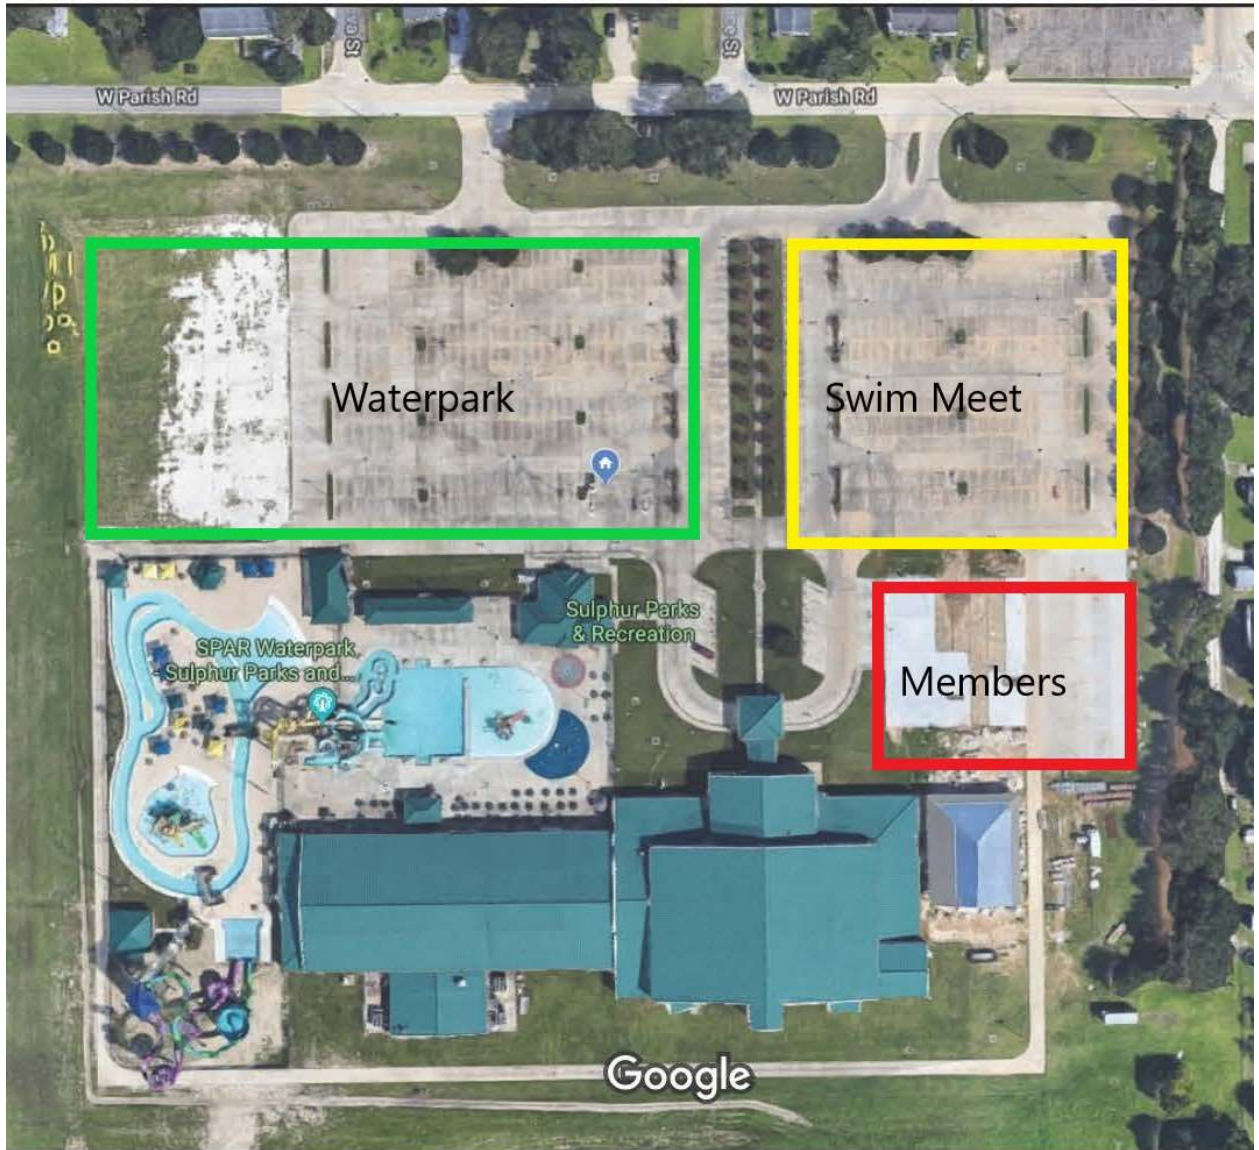 W Parish Rd
W Parish Rd
Waterpark
Swim Meet
Sulphur Parks
& Recreation
SPAR Waterpark
- Sulphur Parks and...
Members
Google